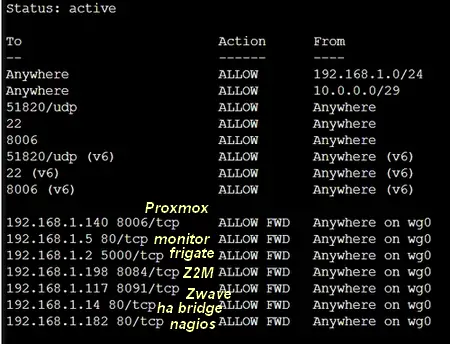 Status: active
To Action From
-- ------ ----
Anywhere ALLOW 192.168.1.0/24
Anywhere ALLOW 10.0.0.0/29
51820/udp ALLOW Anywhere
22 ALLOW Anywhere
8006 ALLOW Anywhere
51820/udp (v6) ALLOW Anywhere (v6)
22 (v6) ALLOW Anywhere (v6)
8006 (v6) ALLOW Anywhere (v6)
Proxmox
192.168.1.140 8006/tcp ALLOW FWD Anywhere on wg0
192.168.1.5 80/tcp monitor ALLOW FWD Anywhere on wg0
192.168.1.2 5000/tcp frigate ALLOW FWD Anywhere on wg0
192.168.1.198 8084/tcp Z2M ALLOW FWD Anywhere on wg0
192.168.1.117 8091/tcp Zwave ALLOW FWD Anywhere on wg0
192.168.1.14 80/tcp ha bridge ALLOW FWD Anywhere on wg0
192.168.1.182 80/tcp nagios ALLOW FWD Anywhere on wg0